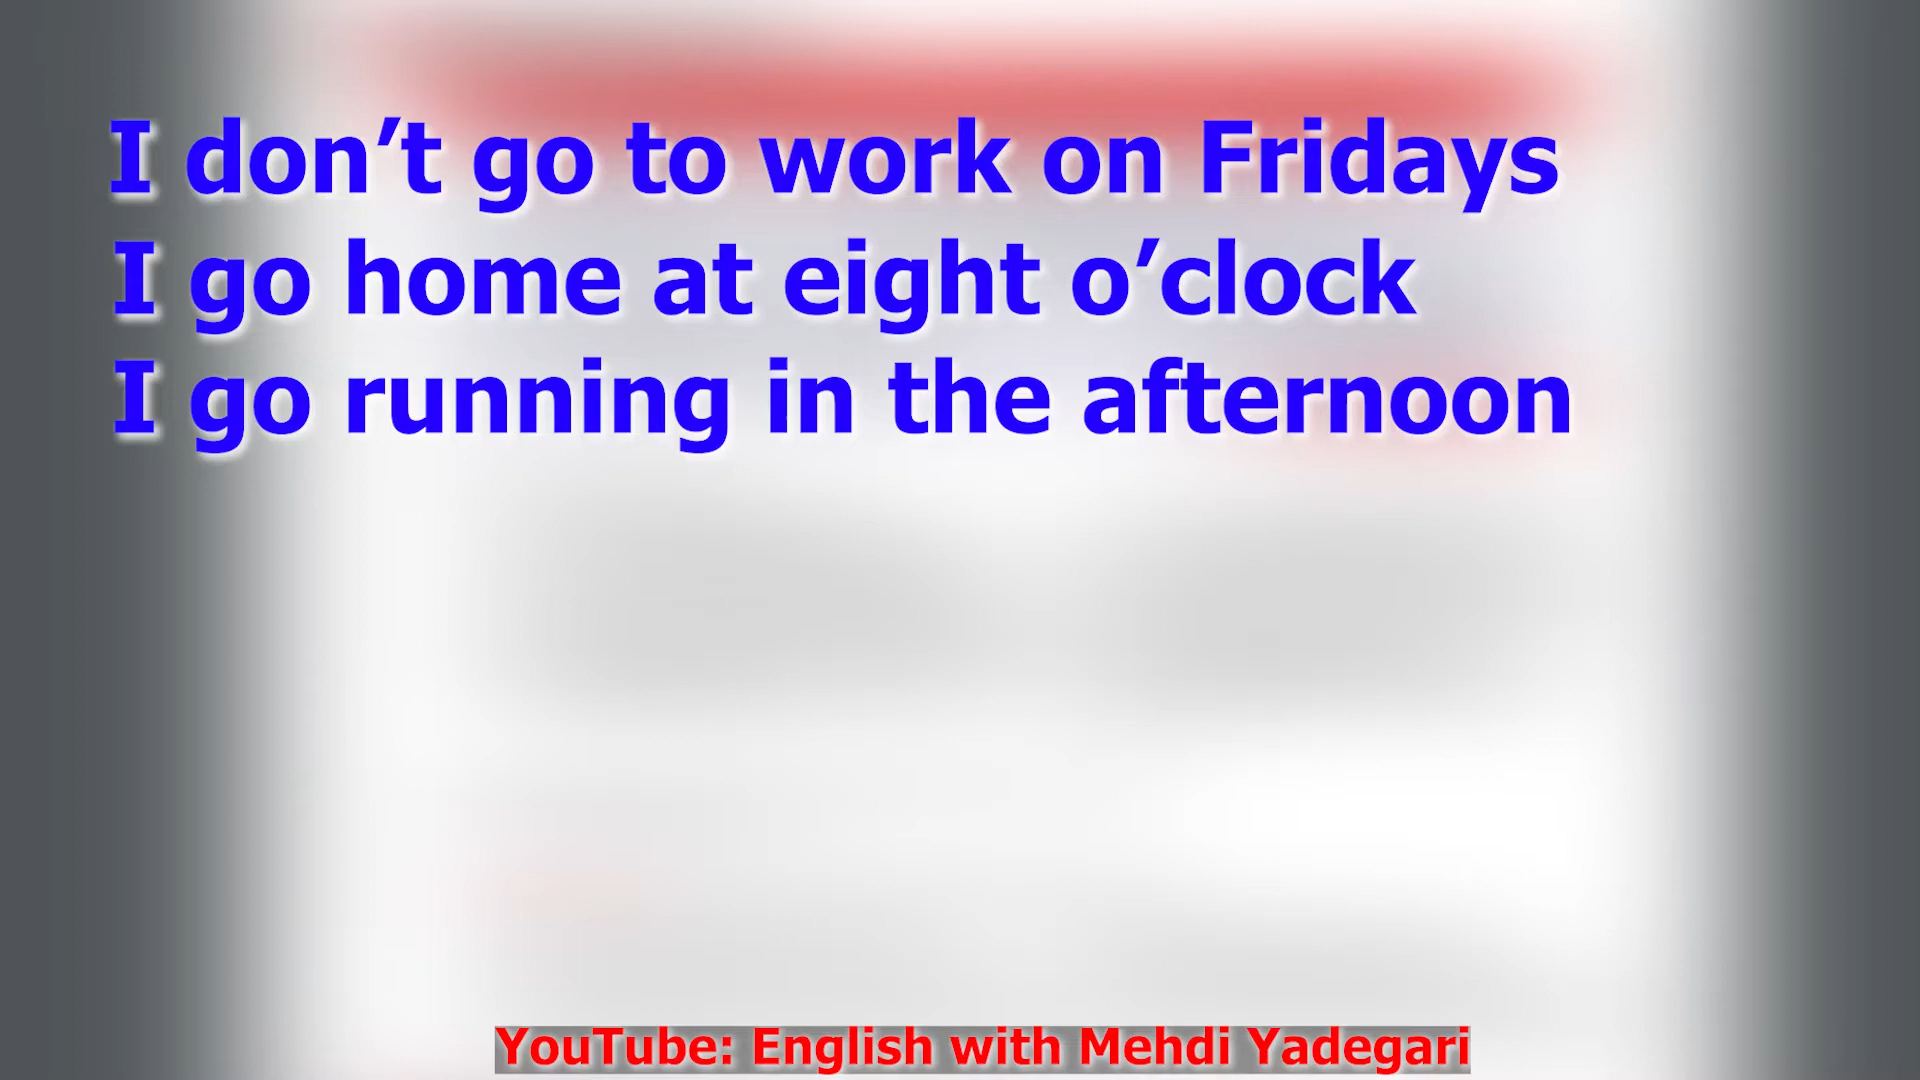 I don’t go to work on Fridays
I go home at eight o’clock
I go running in the afternoon
YouTube: English with Mehdi Yadegari